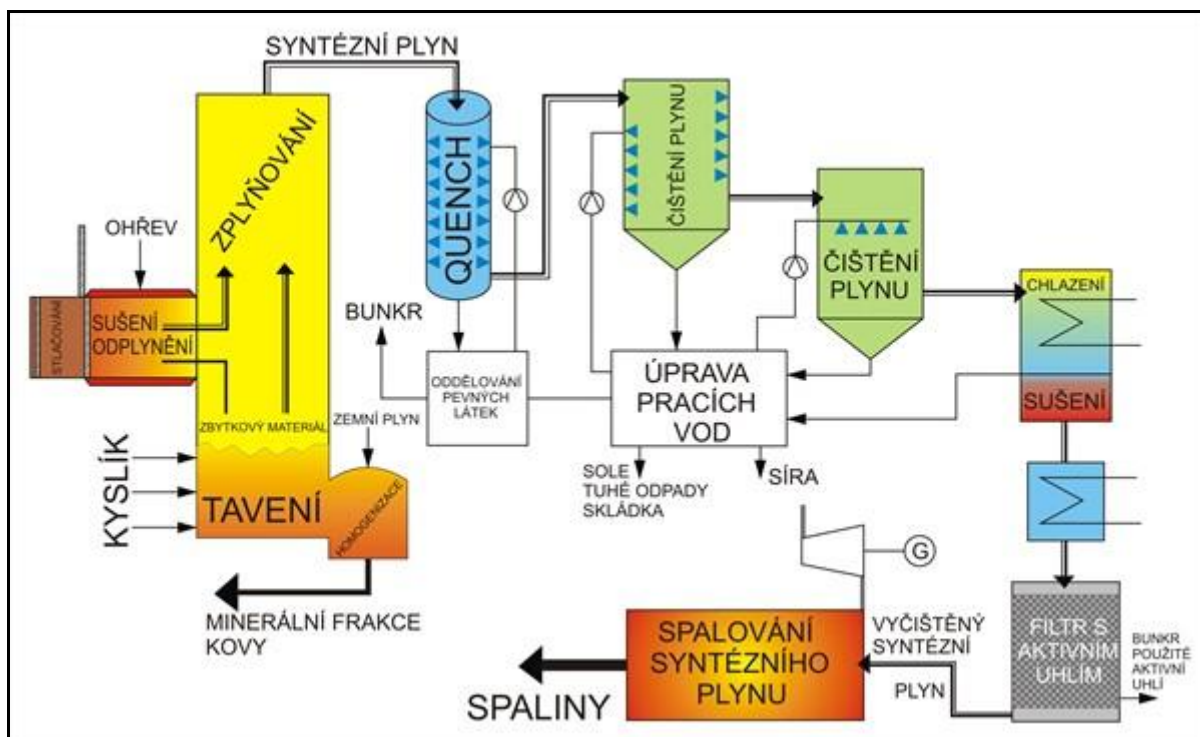 SYNTÉZNÍ PLYN
ZPLYŇOVÁNÍ
QUENCH
ČIŠTĚNÍ PLYNU
ČIŠTĚNÍ
PLYNU
OHŘEV
STLAČOVÁNÍ
SUŠENÍ
ODPLYNĚNÍ
BUNKR
CHLAZENÍ
SUŠENÍ
ODDĚLOVÁNÍ
PEVNÝCH
LÁTEK
ÚPRAVA
PRACÍCH
VOD
ZBYTKOVÝ MATERIÁL
ZEMNÍ PLYN
KYSLÍK
TAVENÍ
HOMOGENIZACE
SOLE
TUHÉ ODPADY
SKLÁDKA
SÍRA
G
MINERÁLNÍ FRAKCE
KOVY
SPALOVÁNÍ
SYNTÉZNÍHO
PLYNU
SPALINY
VYČIŠTĚNÝ
SYNTÉZNÍ
PLYN
FILTR S
AKTIVNÍM
UHLÍM
BUNKR
POUŽITÉ
AKTIVNÍ
UHLÍ